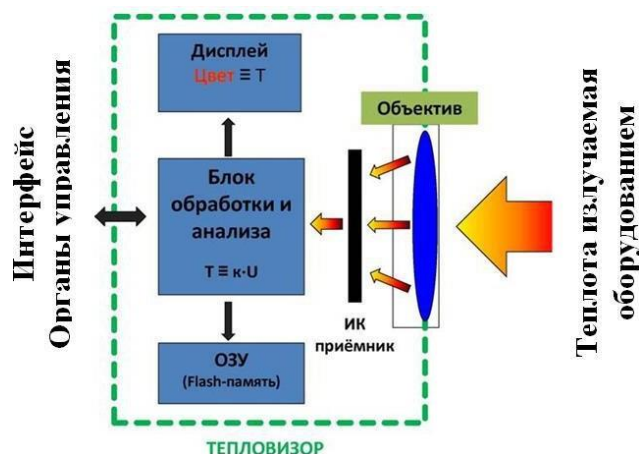 Интерфейс
Органы управления
Дисплей
Цвет ≡ T
Блок
обработки и
анализа
T ≡ к·U
ОЗУ
(Flash-память)
Объектив
ИК
приёмник
Теплота излучаемая
оборудованием
ТЕПЛОВИЗОР